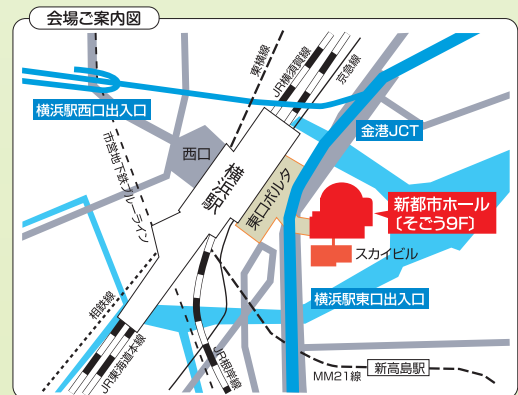 会場ご案内図
東横線
JR横須賀線
京急線
横浜駅西口出入口
金港JCT
西口
横浜駅
市営地下鉄ブルーライン
東口ポルタ
新都市ホール
〔そごう9F〕
スカイビル
横浜駅東口出入口
相鉄線
JR東海道本線
JR根岸線
MM21線
新高島駅